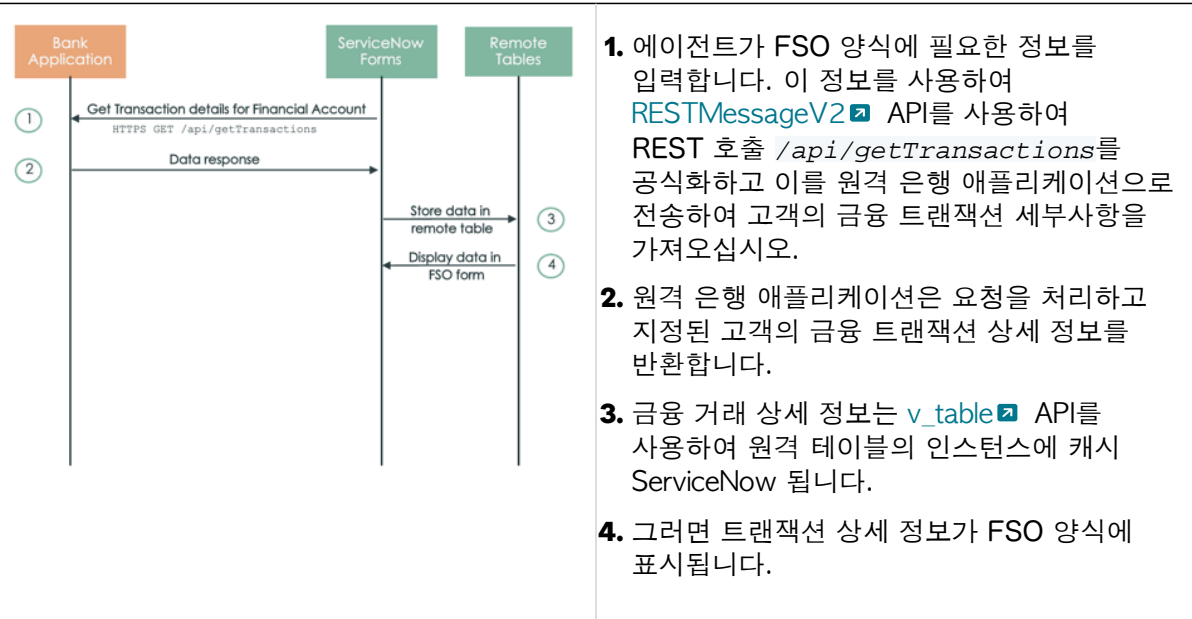 Bank
Application
ServiceNow
Forms
Remote
Tables
1
Get Transaction details for Financial Account
HTTPS GET /api/getTransactions
2
Data response
Store data in
remote table
3
Display data in
FSO form
4
1. 에이전트가 FSO 양식에 필요한 정보를
입력합니다. 이 정보를 사용하여
RESTMessageV2 API를 사용하여
REST 호출 /api/getTransactions를
공식화하고 이를 원격 은행 애플리케이션으로
전송하여 고객의 금융 트랜잭션 세부사항을
가져오십시오.
2. 원격 은행 애플리케이션은 요청을 처리하고
지정된 고객의 금융 트랜잭션 상세 정보를
반환합니다.
3. 금융 거래 상세 정보는 v_table API를
사용하여 원격 테이블의 인스턴스에 캐시
ServiceNow 됩니다.
4. 그러면 트랜잭션 상세 정보가 FSO 양식에
표시됩니다.